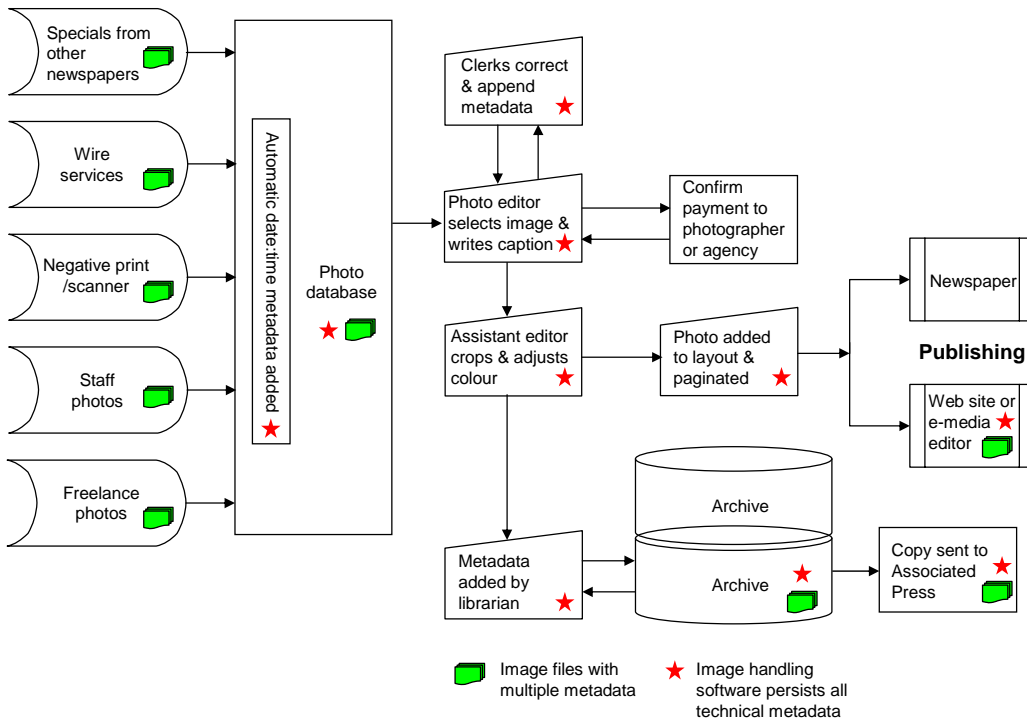 Specials from
other
newspapers
Wire
services
Negative print
/scanner
Staff
photos
Freelance
photos
Automatic date:time metadata added
Photo
database
Clerks correct
& append
metadata
Photo editor
selects image &
writes caption
Confirm
payment to
photographer
or agency
Assistant editor
crops & adjusts
colour
Photo added
to layout &
paginated
Newspaper
Publishing
Web site or
e-media
editor
Metadata
added by
librarian
Archive
Archive
Copy sent to
Associated
Press
Image files with
multiple metadata
Image handling
software persists all
technical metadata